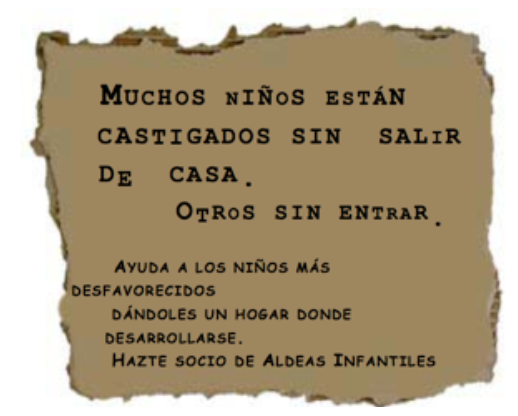 Muchos niños están
castigados sin salir
de casa.
Otros sin entrar.
Ayuda a los niños más
desfavorecidos
dándoles un hogar donde
desarrollarse.
Hazte socio de Aldeas Infantiles